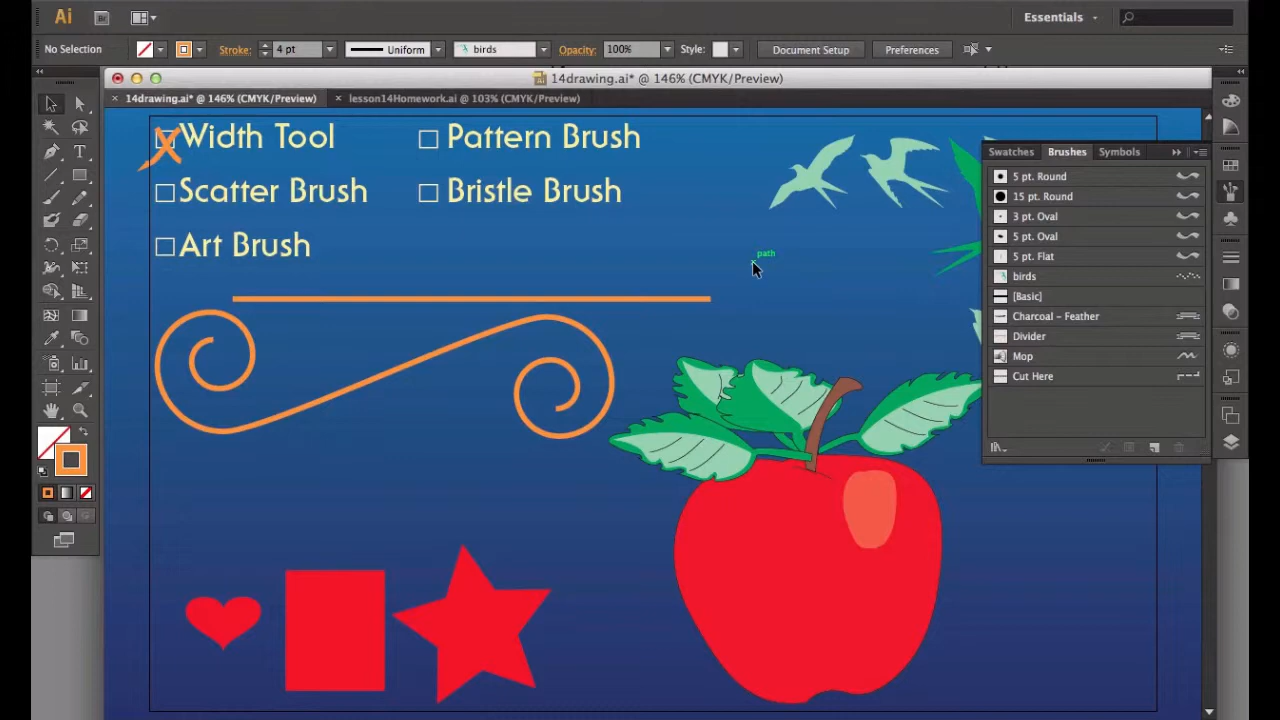 Ai Br Essentials
No Selection Stroke: 4 pt Uniform birds Opacity: 100% Style: Document Setup Preferences
14drawing.ai* @ 146% (CMYK/Preview)
× 14drawing.ai* @ 146% (CMYK/Preview) × lesson14Homework.ai @ 103% (CMYK/Preview)
Width Tool Pattern Brush
Scatter Brush Bristle Brush
Art Brush
path
Swatches Brushes Symbols
5 pt. Round
15 pt. Round
3 pt. Oval
5 pt. Oval
5 pt. Flat
birds
[Basic]
Charcoal – Feather
Divider
Mop
Cut Here